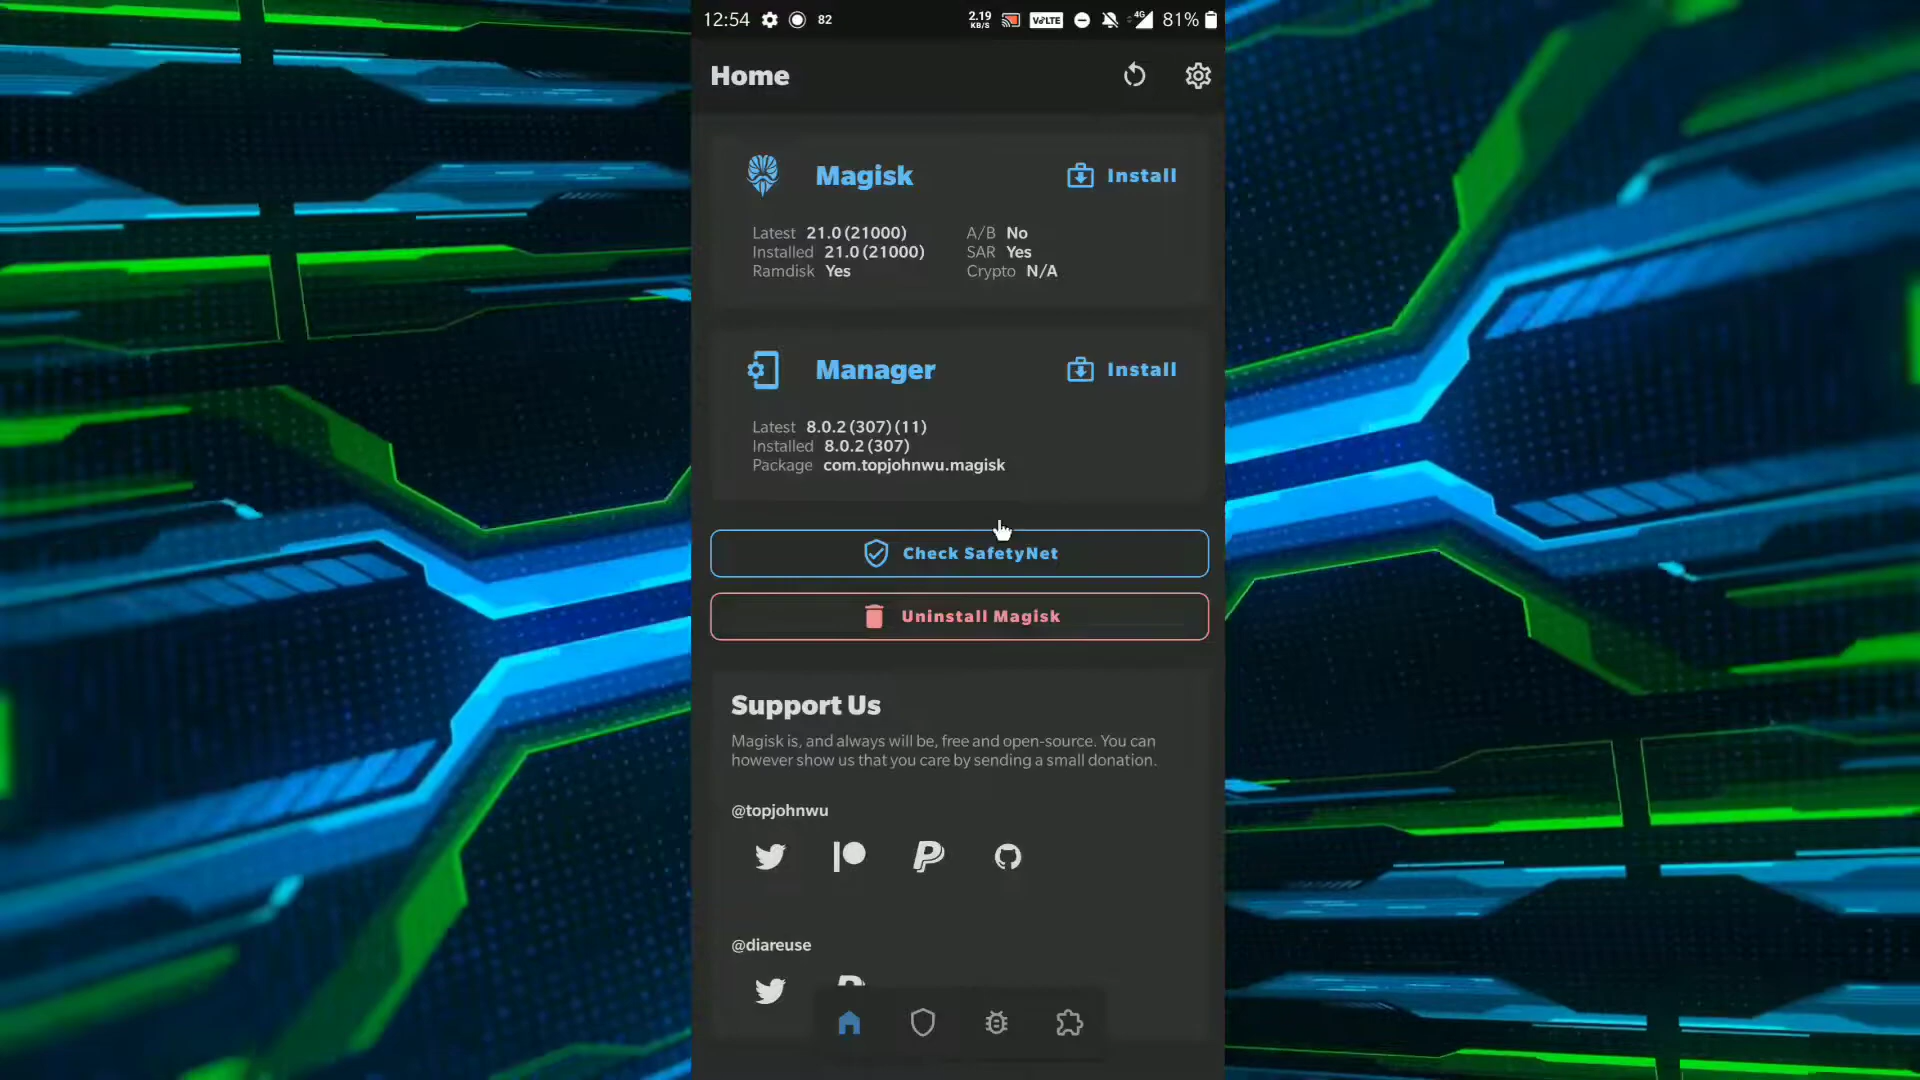 12:54 82 2.19 KB/S VoLTE 4G 81%
Home
Magisk Install
Latest 21.0 (21000) A/B No
Installed 21.0 (21000) SAR Yes
Ramdisk Yes Crypto N/A
Manager Install
Latest 8.0.2 (307) (11)
Installed 8.0.2 (307)
Package com.topjohnwu.magisk
Check SafetyNet
Uninstall Magisk
Support Us
Magisk is, and always will be, free and open-source. You can
however show us that you care by sending a small donation.
@topjohnwu
@diareuse